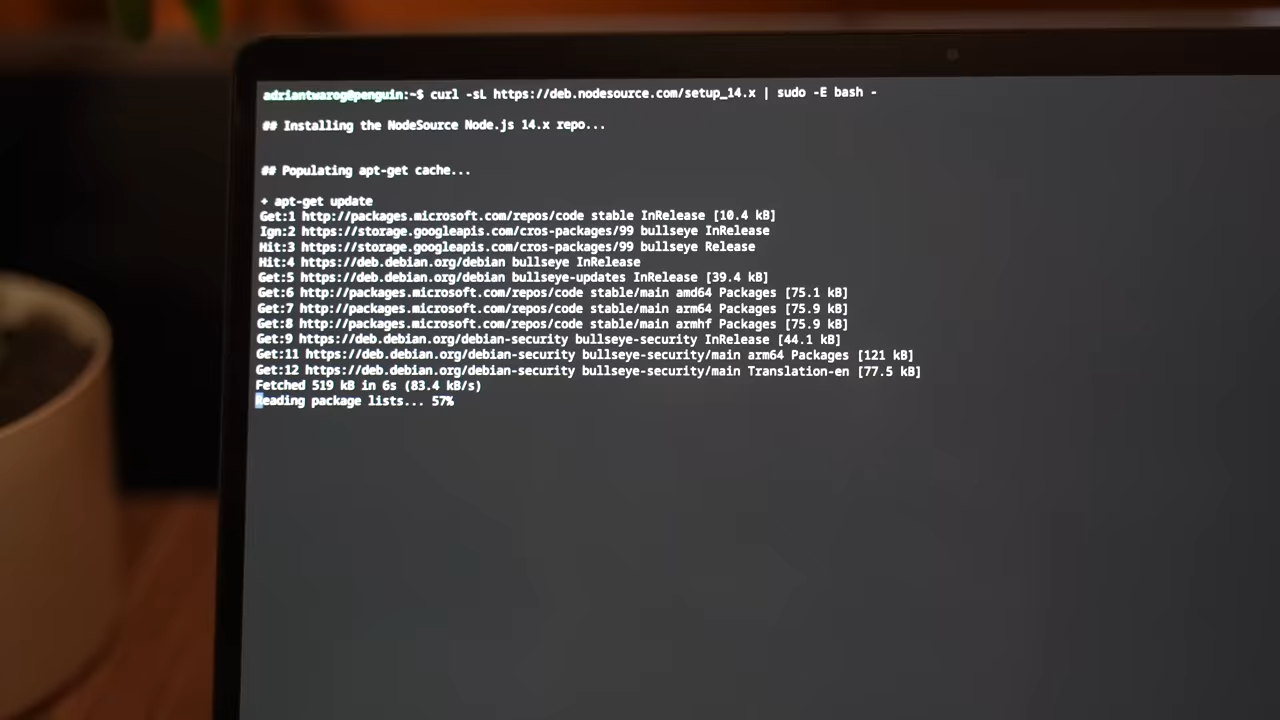 adriantwarog@penguin:~$ curl -sL https://deb.nodesource.com/setup_14.x | sudo -E bash -
## Installing the NodeSource Node.js 14.x repo...
## Populating apt-get cache...
+ apt-get update
Get:1 http://packages.microsoft.com/repos/code stable InRelease [10.4 kB]
Ign:2 https://storage.googleapis.com/cros-packages/99 bullseye InRelease
Hit:3 https://storage.googleapis.com/cros-packages/99 bullseye Release
Hit:4 https://deb.debian.org/debian bullseye InRelease
Get:5 https://deb.debian.org/debian bullseye-updates InRelease [39.4 kB]
Get:6 http://packages.microsoft.com/repos/code stable/main amd64 Packages [75.1 kB]
Get:7 http://packages.microsoft.com/repos/code stable/main arm64 Packages [75.9 kB]
Get:8 http://packages.microsoft.com/repos/code stable/main armhf Packages [75.9 kB]
Get:9 https://deb.debian.org/debian-security bullseye-security InRelease [44.1 kB]
Get:11 https://deb.debian.org/debian-security bullseye-security/main arm64 Packages [121 kB]
Get:12 https://deb.debian.org/debian-security bullseye-security/main Translation-en [77.5 kB]
Fetched 519 kB in 6s (83.4 kB/s)
Reading package lists... 57%